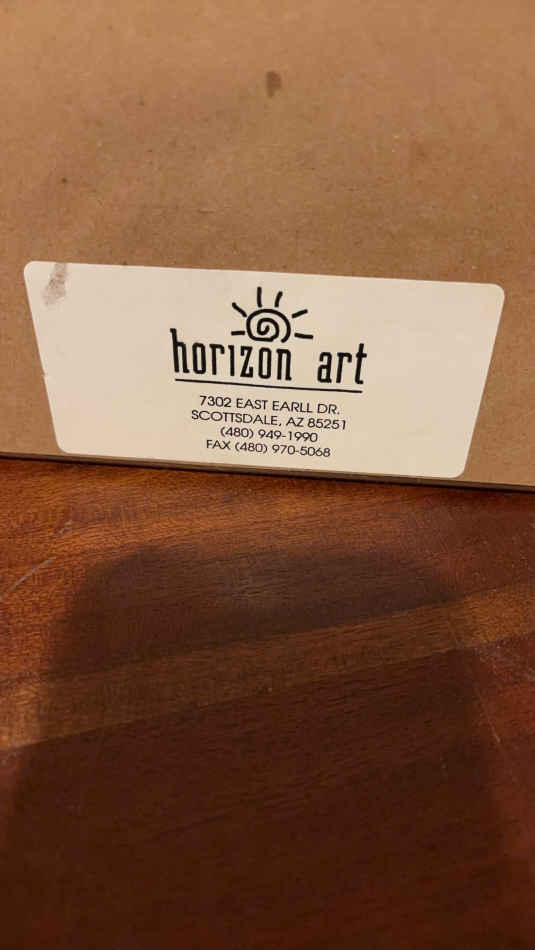 horizon art
7302 EAST EARLL DR.
SCOTTSDALE, AZ 85251
(480) 949-1990
FAX (480) 970-5068